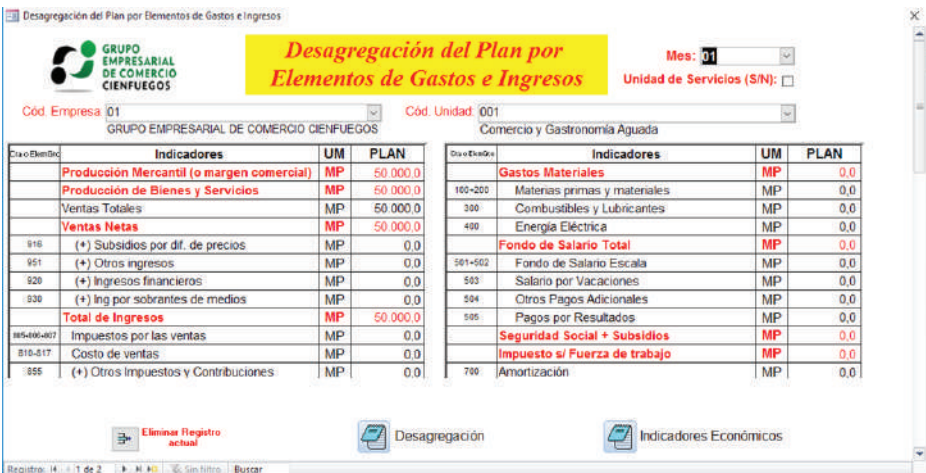 Desagregación del Plan por Elementos de Gastos e Ingresos
GRUPO
EMPRESARIAL
DE COMERCIO
CIENFUEGOS
Desagregación del Plan por
Elementos de Gastos e Ingresos
Mes: 01
Unidad de Servicios (S/N):
Cód. Empresa: 01
GRUPO EMPRESARIAL DE COMERCIO CIENFUEGOS
Cód. Unidad: 001
Comercio y Gastronomía Aguada
Indicadores UM PLAN
Producción Mercantil (o margen comercial) MP 50.000,0
Producción de Bienes y Servicios MP 50.000,0
Ventas Totales MP 50.000,0
Ventas Netas MP 50.000,0
916 (+) Subsidios por dif. de precios MP 0,0
951 (+) Otros ingresos MP 0,0
920 (+) Ingresos financieros MP 0,0
930 (+) Ing por sobrantes de medios MP 0,0
Total de Ingresos MP 50.000,0
805-806-807 Impuestos por las ventas MP 0,0
810-817 Costo de ventas MP 0,0
855 (+) Otros Impuestos y Contribuciones MP 0,0
Indicadores UM PLAN
Gastos Materiales MP 0,0
100+200 Materias primas y materiales MP 0,0
300 Combustibles y Lubricantes MP 0,0
400 Energía Eléctrica MP 0,0
Fondo de Salario Total MP 0,0
501+502 Fondo de Salario Escala MP 0,0
503 Salario por Vacaciones MP 0,0
504 Otros Pagos Adicionales MP 0,0
505 Pagos por Resultados MP 0,0
Seguridad Social + Subsidios MP 0,0
Impuesto s/ Fuerza de trabajo MP 0,0
700 Amortización MP 0,0
Eliminar Registro
actual
Desagregación
Indicadores Económicos
Registro: 1 de 2 Sin filtro Buscar